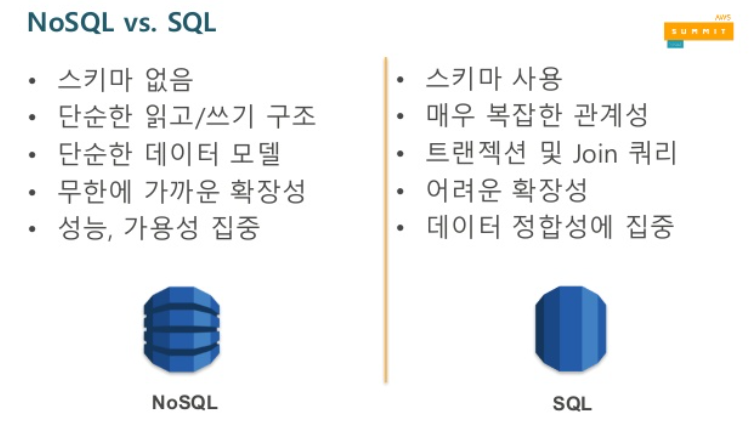 NoSQL vs. SQL
AWS
SUMMIT
• 스키마 없음
• 단순한 읽고/쓰기 구조
• 단순한 데이터 모델
• 무한에 가까운 확장성
• 성능, 가용성 집중
• 스키마 사용
• 매우 복잡한 관계성
• 트랜젝션 및 Join 쿼리
• 어려운 확장성
• 데이터 정합성에 집중
NoSQL
SQL